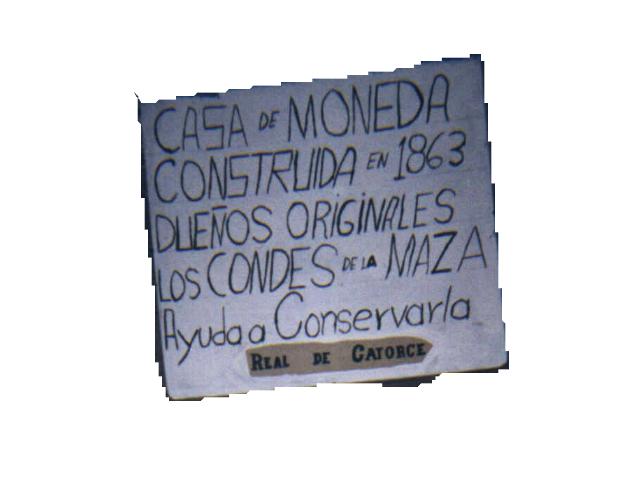 CASA DE MONEDA
CONSTRUIDA EN 1863
DUEÑOS ORIGINALES
LOS CONDES DE LA MAZA
Ayuda a Conservarla
REAL DE CATORCE